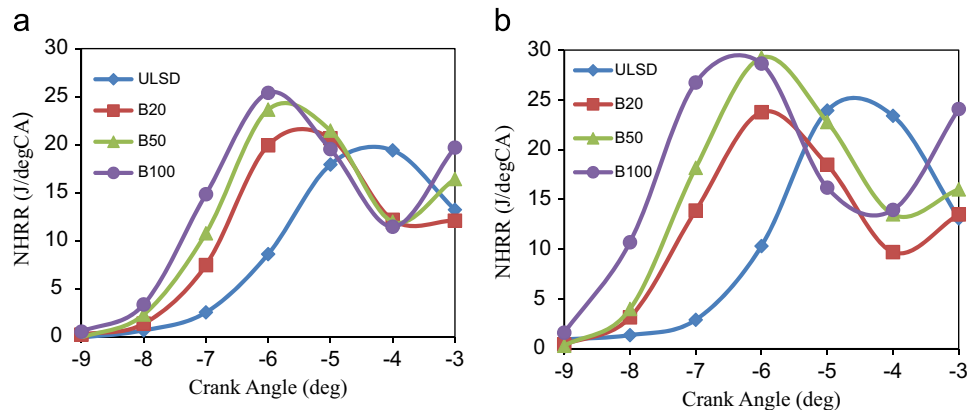 a
30
25
20
15
10
5
0
NHRR (J/degCA)
ULSD
B20
B50
B100
-9 -8 -7 -6 -5 -4 -3
Crank Angle (deg)
b
30
25
20
15
10
5
0
NHRR (J/degCA)
ULSD
B20
B50
B100
-9 -8 -7 -6 -5 -4 -3
Crank Angle (deg)